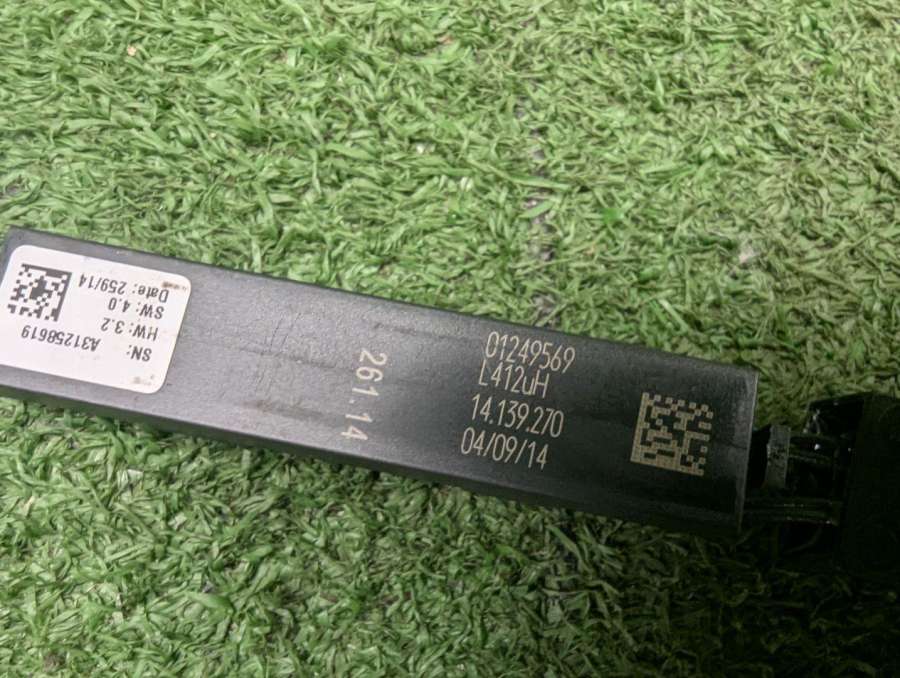 SN:
A31258619
HW: 3.2
SW: 4.0
Date: 259/14
261.14
01249569
L412uH
14.139.270
04/09/14